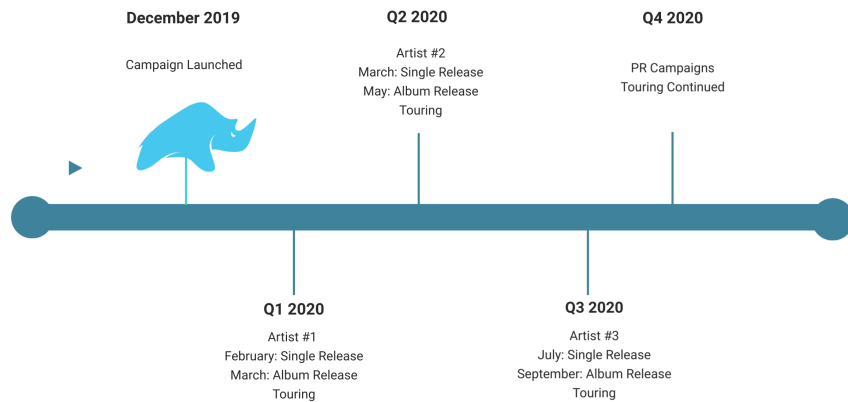 December 2019
Campaign Launched
Q2 2020
Artist #2
March: Single Release
May: Album Release
Touring
Q4 2020
PR Campaigns
Touring Continued
Q1 2020
Artist #1
February: Single Release
March: Album Release
Touring
Q3 2020
Artist #3
July: Single Release
September: Album Release
Touring